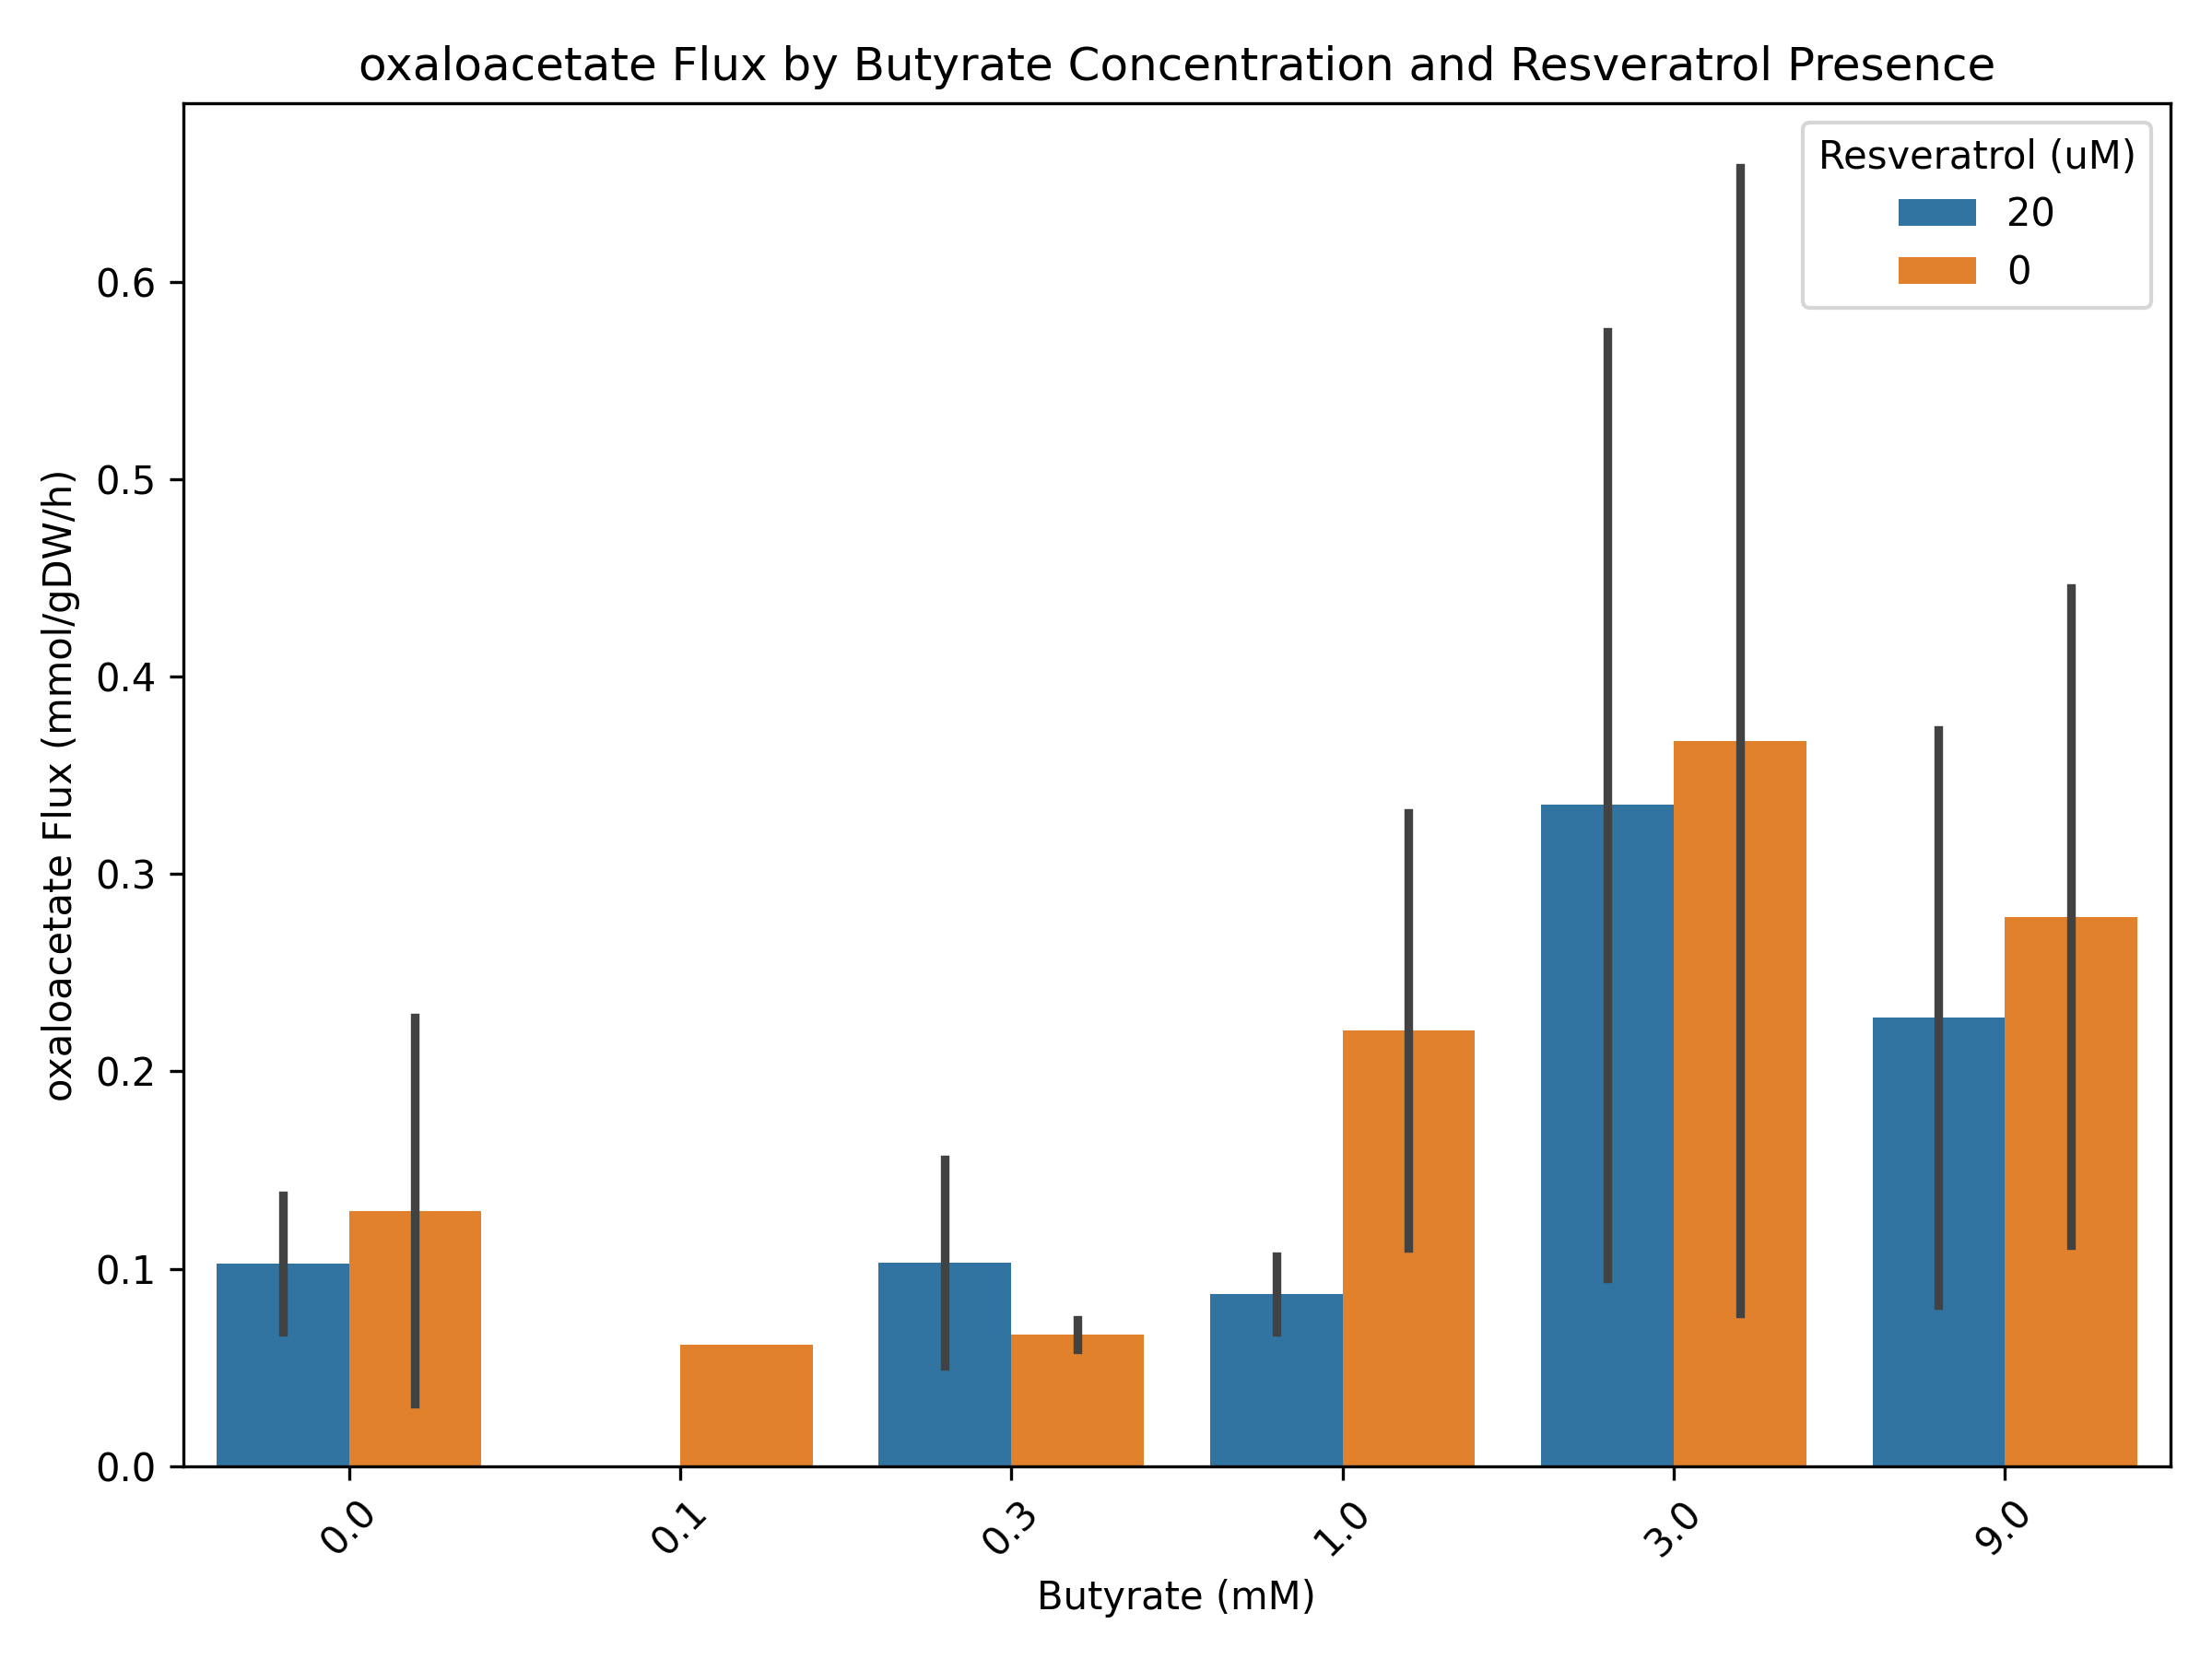 oxaloacetate Flux by Butyrate Concentration and Resveratrol Presence
Resveratrol (uM)
20
0
oxaloacetate Flux (mmol/gDW/h)
0.6
0.5
0.4
0.3
0.2
0.1
0.0
0.0 0.1 0.3 1.0 3.0 9.0
Butyrate (mM)